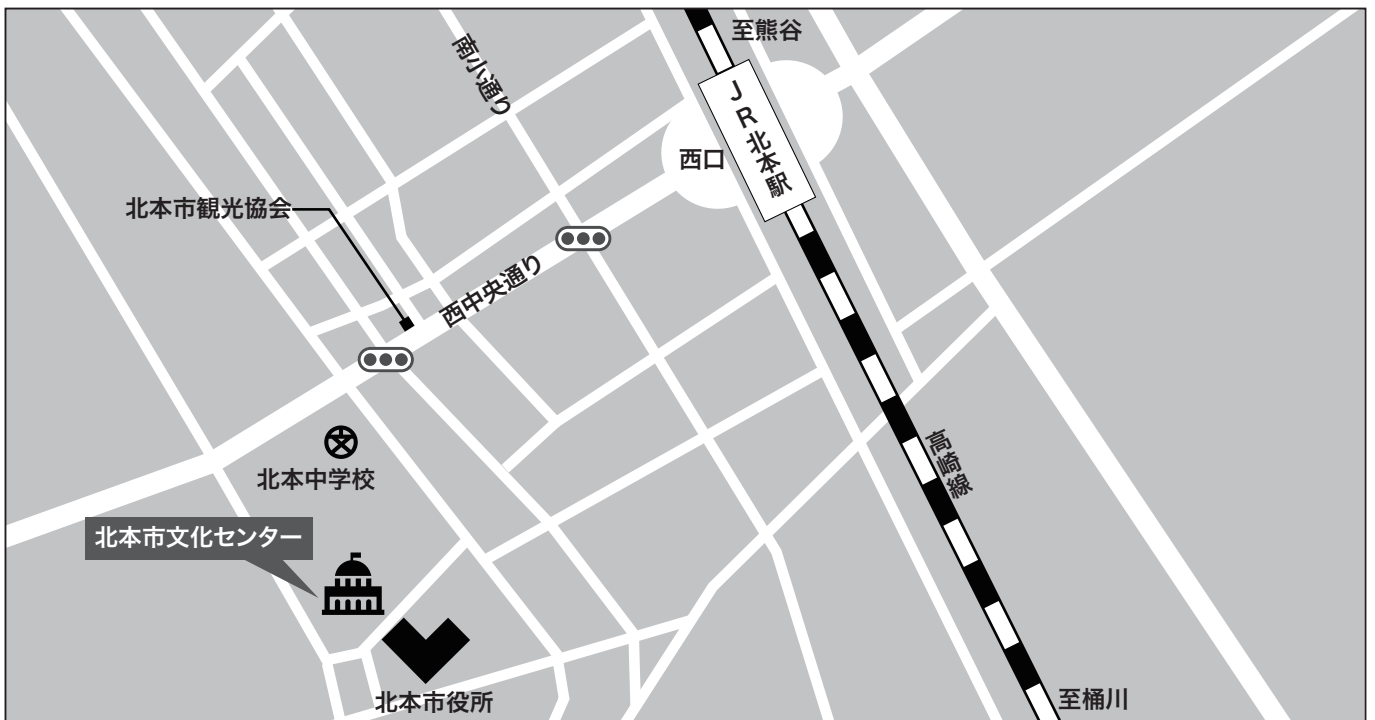 至熊谷
南小通り
JR北本駅
西口
北本市観光協会
西中央通り
高崎線
北本中学校
北本市文化センター
北本市役所
至桶川